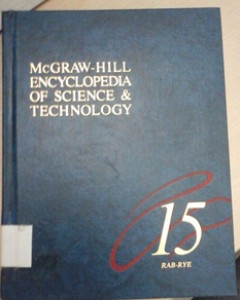 McGRAW-HILL
ENCYCLOPEDIA
OF SCIENCE &
TECHNOLOGY
15
RAB-RYE